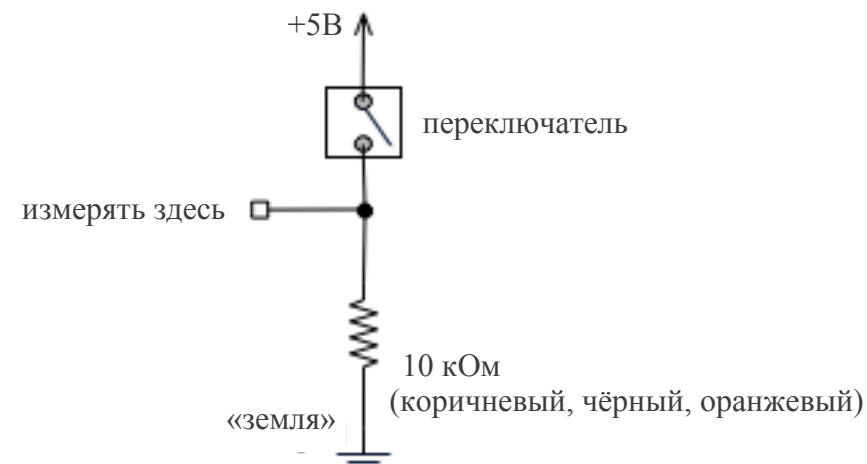 +5В
переключатель
измерять здесь
10 кОм
(коричневый, чёрный, оранжевый)
«земля»